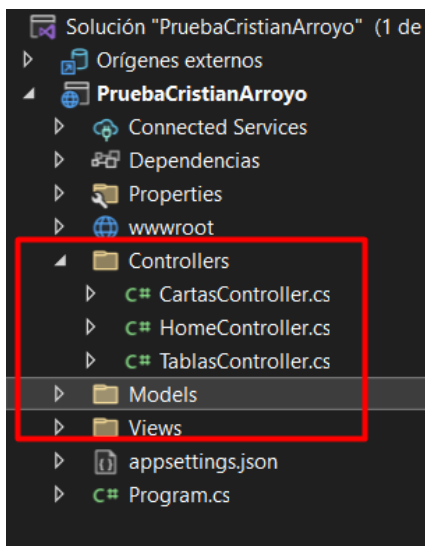 Solución "PruebaCristianArroyo" (1 de
Orígenes externos
PruebaCristianArroyo
Connected Services
Dependencias
Properties
wwwroot
Controllers
C# CartasController.cs
C# HomeController.cs
C# TablasController.cs
Models
Views
appsettings.json
C# Program.cs